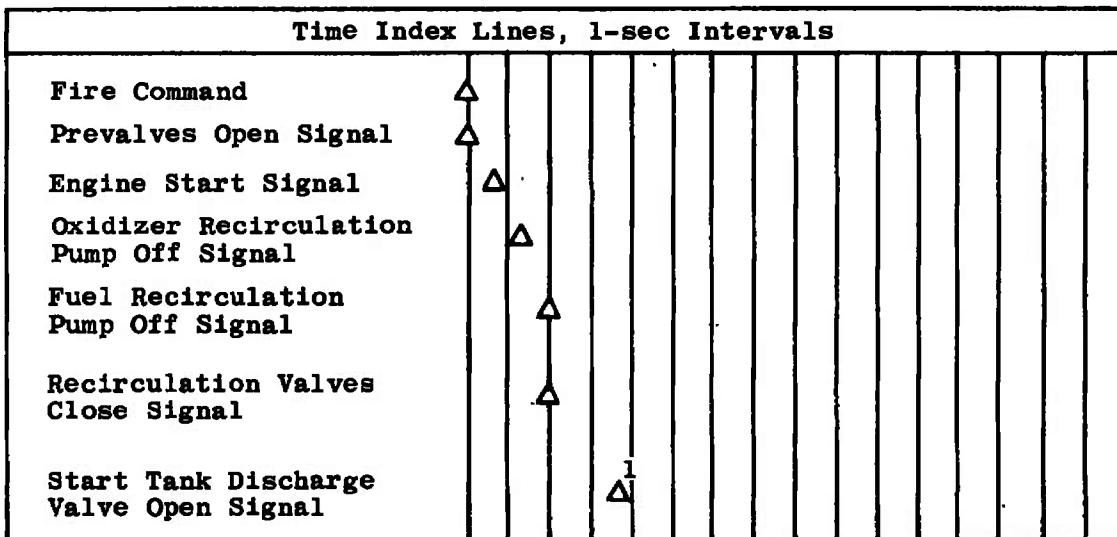 Time Index Lines, 1-sec Intervals
Fire Command
Prevalves Open Signal
Engine Start Signal
Oxidizer Recirculation
Pump Off Signal
Fuel Recirculation
Pump Off Signal
Recirculation Valves
Close Signal
1
Start Tank Discharge
Valve Open Signal